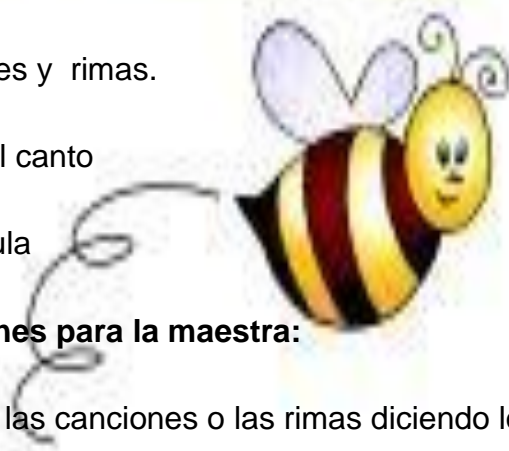 es y rimas.
l canto
ula
nes para la maestra:
las canciones o las rimas diciendo l